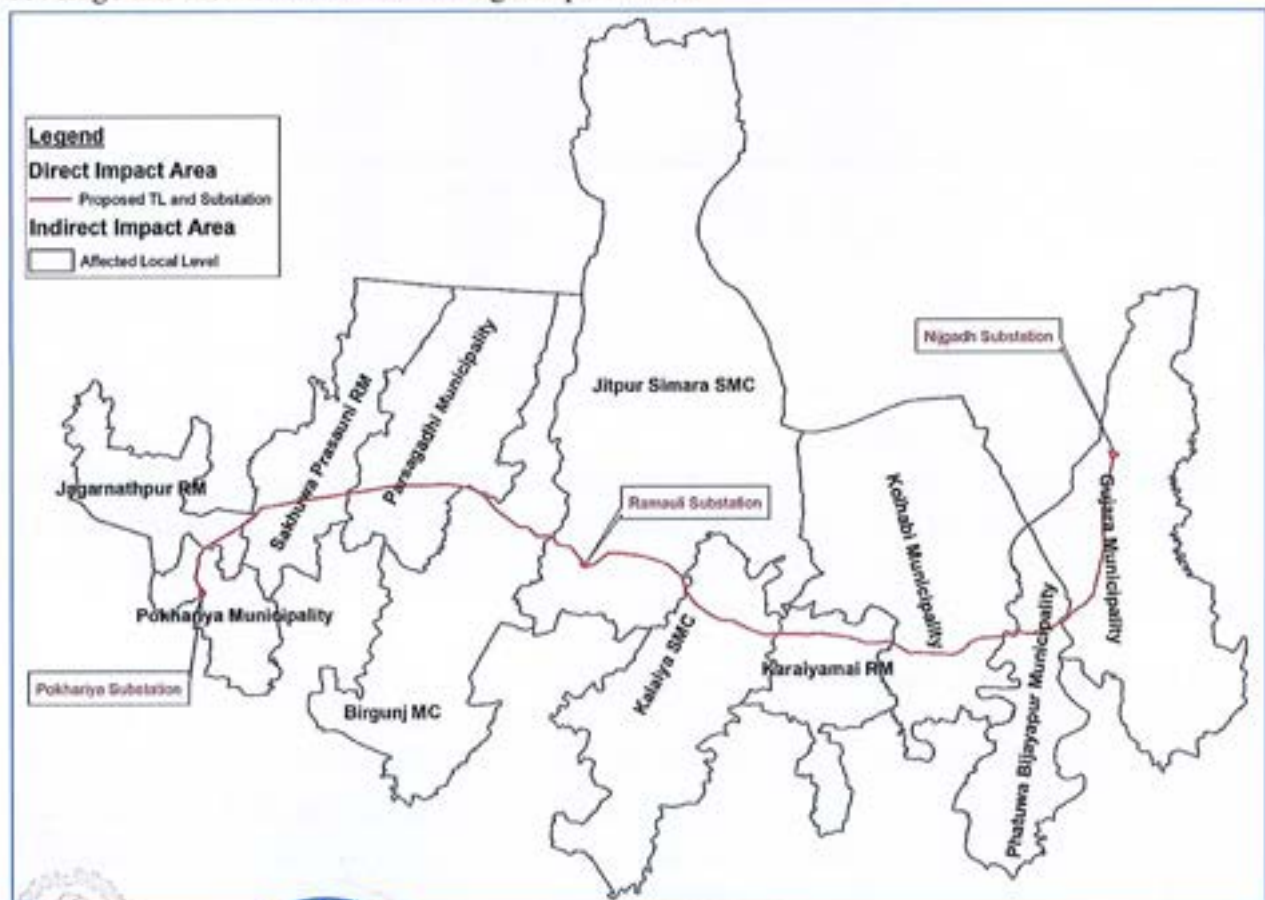 Legend
Direct Impact Area
Proposed TL and Substation
Indirect Impact Area
Affected Local Level
Nijgadh Substation
Jitpur Simara SMC
Parsagadhi Municipality
Sakhuwa Prasauni RM
Jagarnathpur RM
Ramauli Substation
Kolhabi Municipality
Gujara Municipality
Pokhariya Municipality
Phatuwa Bijayapur Municipality
Kalaiya SMC
Karaiyamai RM
Pokhariya Substation
Birgunj MC